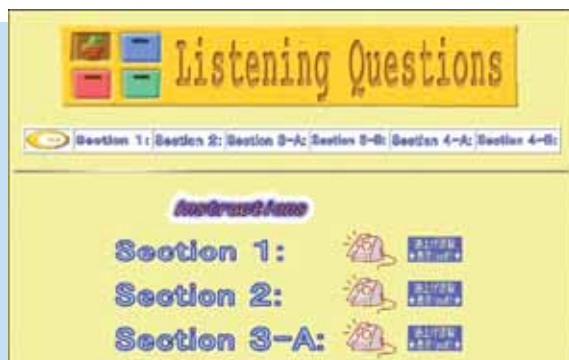 Listening Questions
Section 1: Section 2: Section 3-A: Section 3-B: Section 4-A: Section 4-B:
Instructions
Section 1:
Section 2:
Section 3-A: